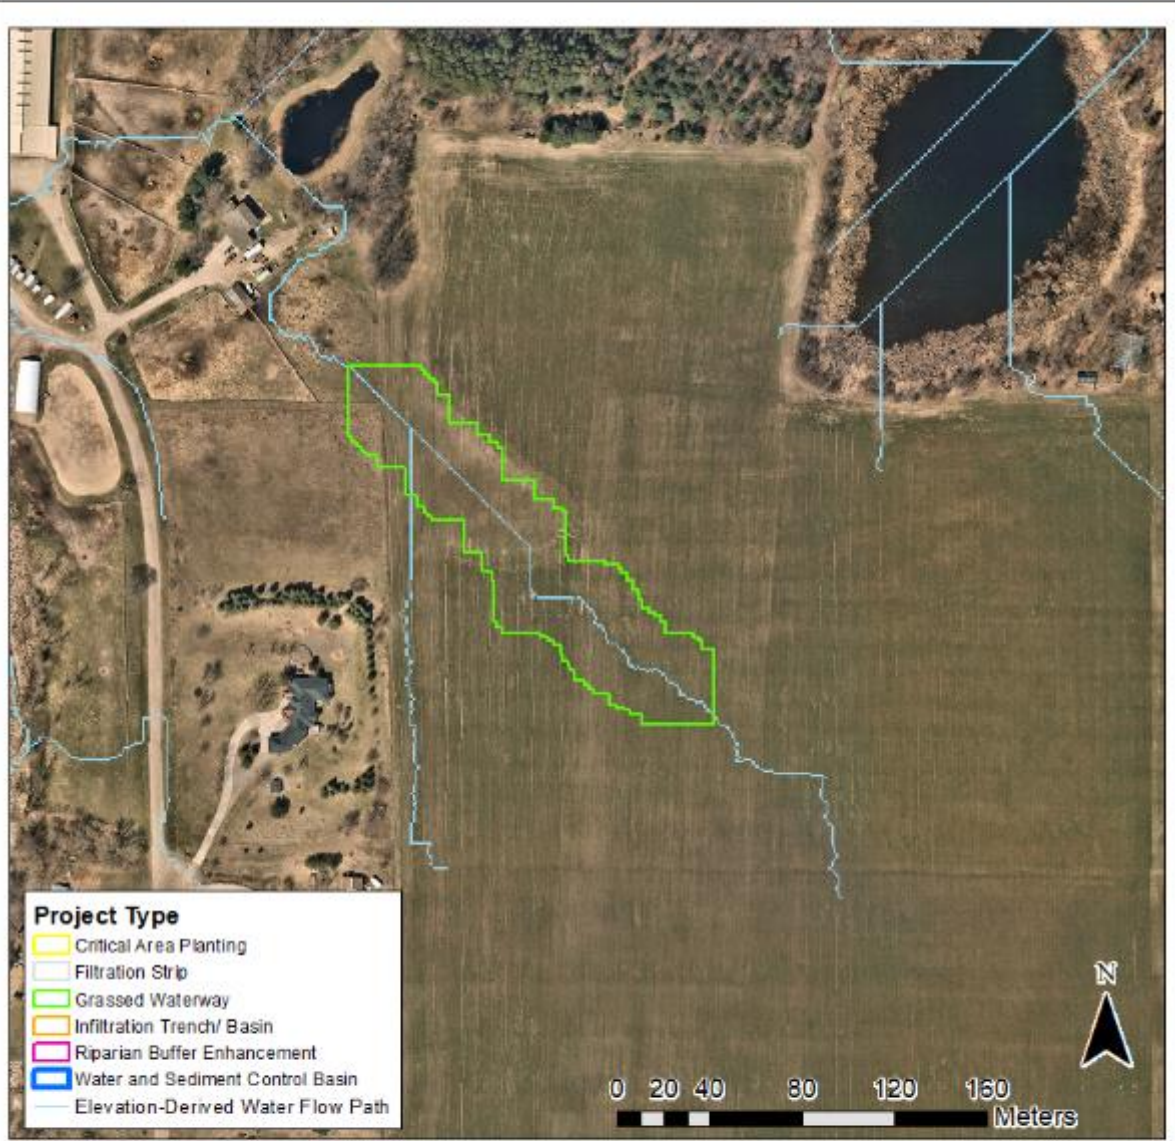 Project Type
Critical Area Planting
Filtration Strip
Grassed Waterway
Infiltration Trench/ Basin
Riparian Buffer Enhancement
Water and Sediment Control Basin
Elevation-Derived Water Flow Path
N
0 20 40 80 120 160
Meters